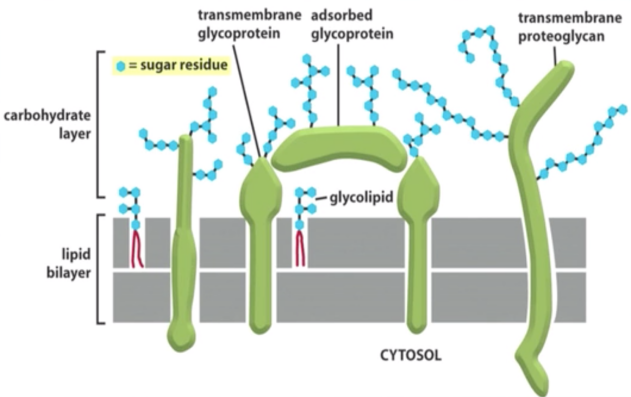 transmembrane
glycoprotein
adsorbed
glycoprotein
transmembrane
proteoglycan
= sugar residue
carbohydrate
layer
glycolipid
lipid
bilayer
CYTOSOL